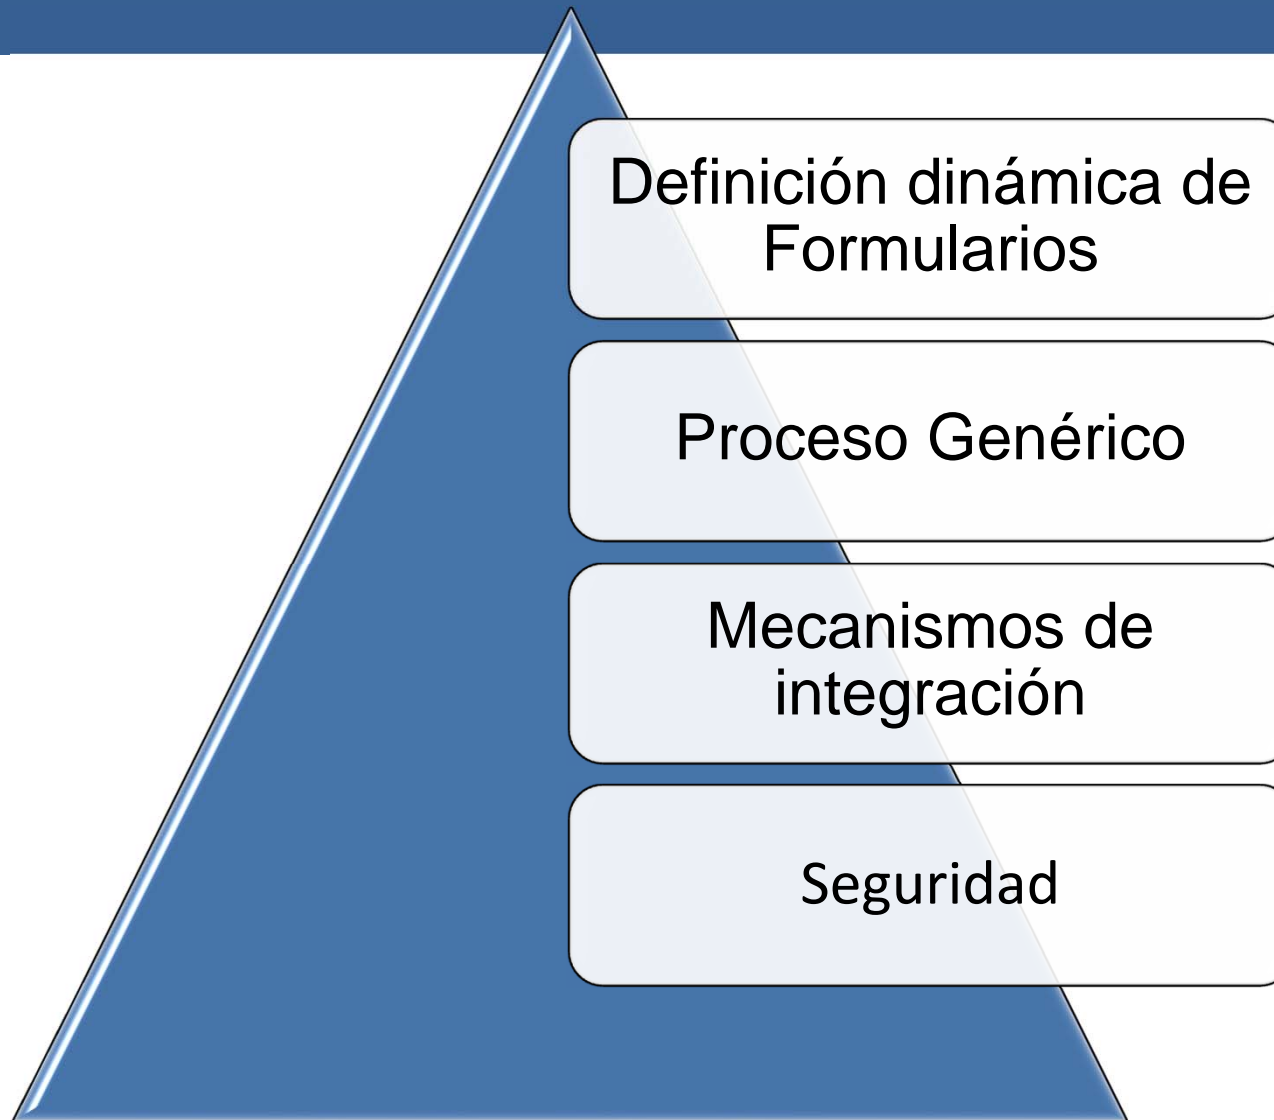 Definición dinámica de
Formularios
Proceso Genérico
Mecanismos de
integración
Seguridad